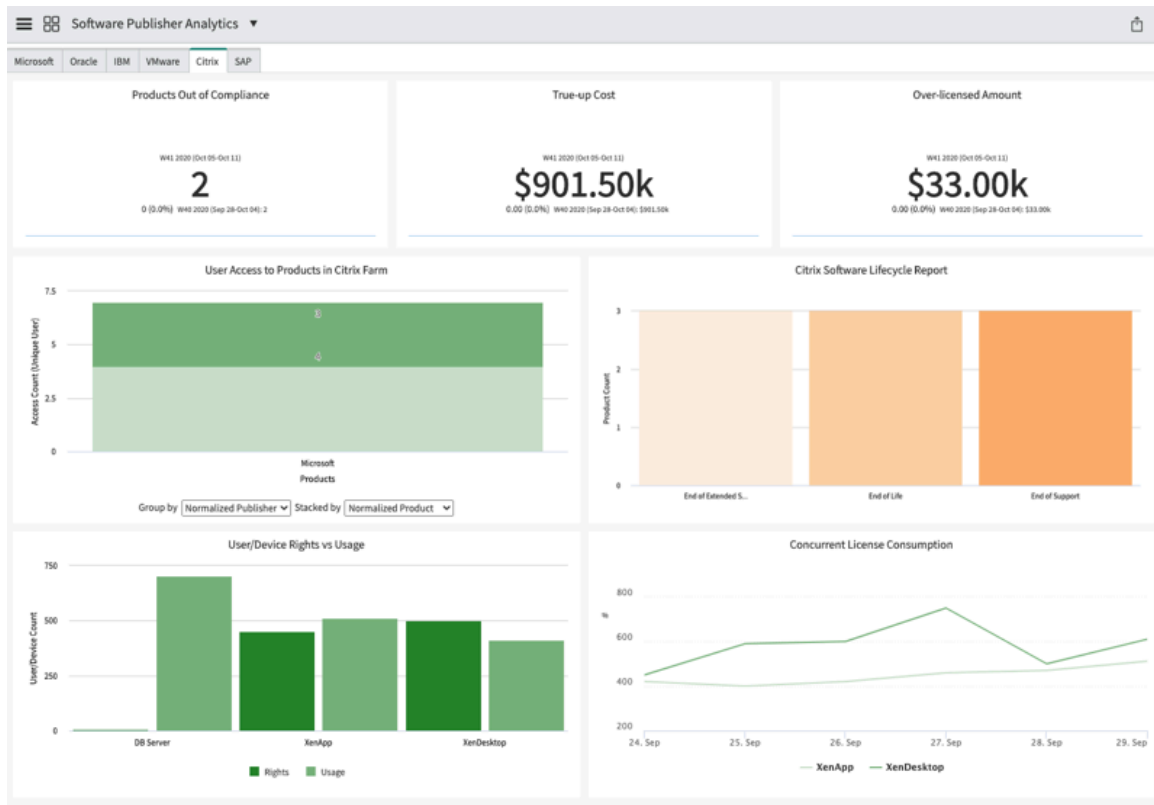 Software Publisher Analytics ▼
Microsoft Oracle IBM VMware Citrix SAP
Products Out of Compliance
W41 2020 (Oct 05-Oct 11)
2
0 (0.0%) W40 2020 (Sep 28-Oct 04): 2
True-up Cost
W41 2020 (Oct 05-Oct 11)
$901.50k
0.00 (0.0%) W40 2020 (Sep 28-Oct 04): $901.50k
Over-licensed Amount
W41 2020 (Oct 05-Oct 11)
$33.00k
0.00 (0.0%) W40 2020 (Sep 28-Oct 04): $33.00k
User Access to Products in Citrix Farm
Access Count (Unique User)
7.5
5
2.5
0
3
4
Microsoft
Products
Group by Normalized Publisher Stacked by Normalized Product
Citrix Software Lifecycle Report
Product Count
3
2
1
0
End of Extended S... End of Life End of Support
User/Device Rights vs Usage
User/Device Count
750
500
250
0
DB Server XenApp XenDesktop
Rights Usage
Concurrent License Consumption
#
800
600
400
200
24. Sep 25. Sep 26. Sep 27. Sep 28. Sep 29. Sep
XenApp XenDesktop